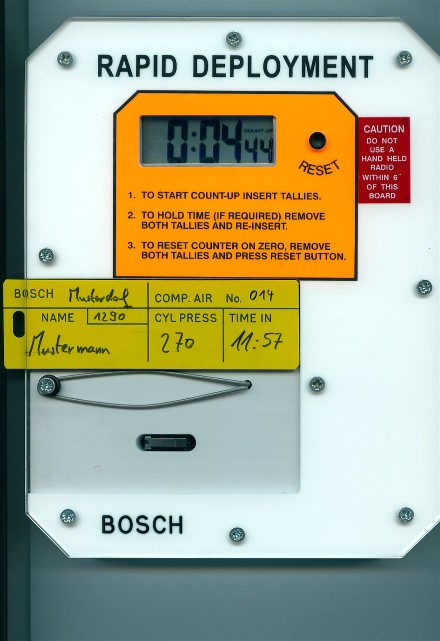 RAPID DEPLOYMENT
0:04 44
COUNT-UP
RESET
1. TO START COUNT-UP INSERT TALLIES.
2. TO HOLD TIME (IF REQUIRED) REMOVE
BOTH TALLIES AND RE-INSERT.
3. TO RESET COUNTER ON ZERO, REMOVE
BOTH TALLIES AND PRESS RESET BUTTON.
CAUTION
DO NOT
USE A
HAND HELD
RADIO
WITHIN 6"
OF THIS
BOARD
BOSCH Musterdorf COMP. AIR No. 014
NAME 1290 CYL PRESS TIME IN
Mustermann 270 11:57
BOSCH